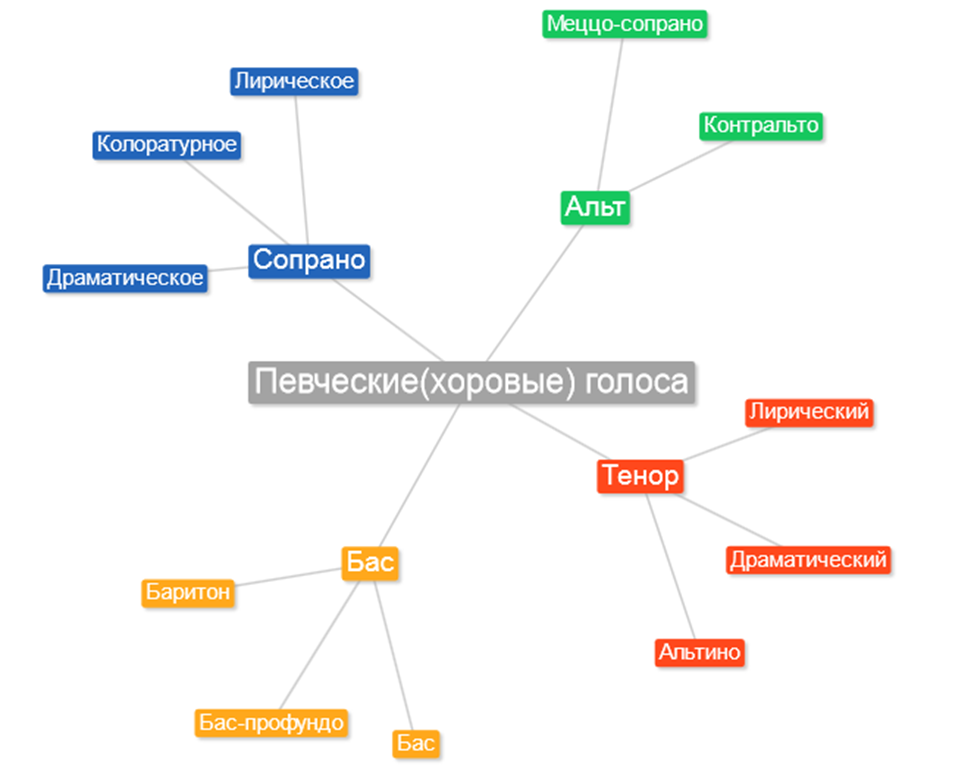 Меццо-сопрано
Лирическое
Контральто
Колоратурное
Альт
Сопрано
Драматическое
Певческие(хоровые) голоса
Лирический
Тенор
Драматический
Бас
Баритон
Альтино
Бас-профундо
Бас